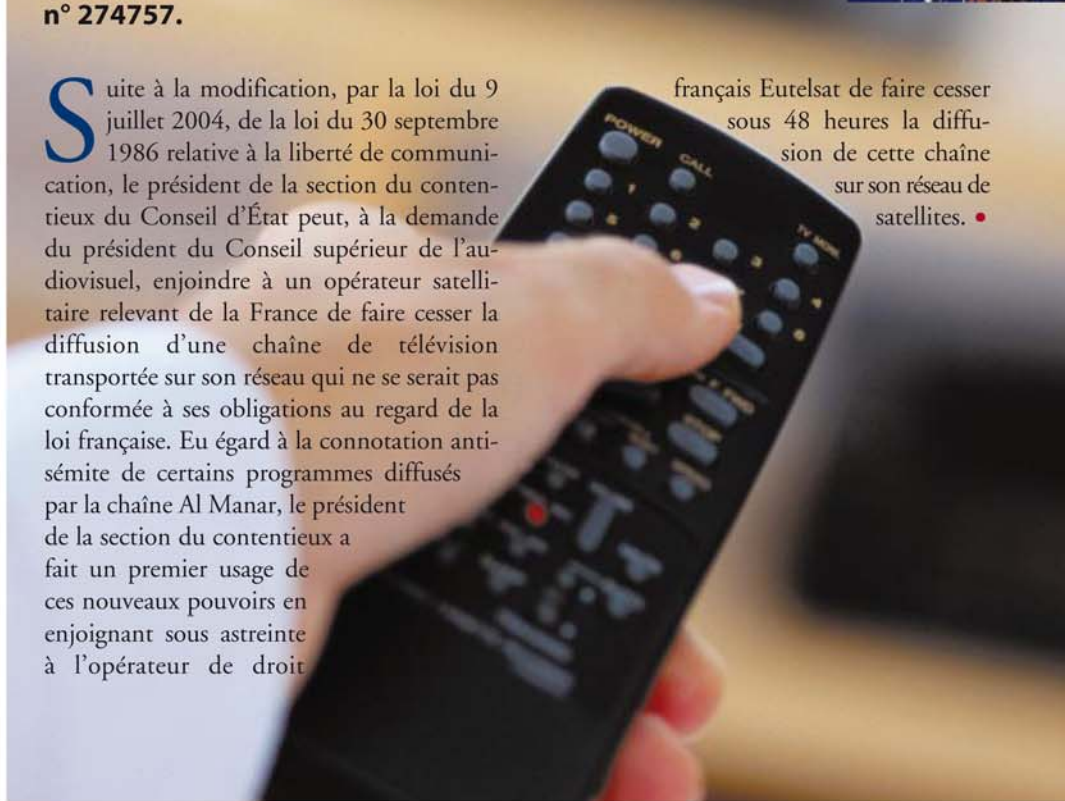 n° 274757.
Suite à la modification, par la loi du 9
juillet 2004, de la loi du 30 septembre
1986 relative à la liberté de communi-
cation, le président de la section du conten-
tieux du Conseil d'État peut, à la demande
du président du Conseil supérieur de l'au-
diovisuel, enjoindre à un opérateur satelli-
taire relevant de la France de faire cesser la
diffusion d'une chaîne de télévision
transportée sur son réseau qui ne se serait pas
conformée à ses obligations au regard de la
loi française. Eu égard à la connotation anti-
sémite de certains programmes diffusés
par la chaîne Al Manar, le président
de la section du contentieux a
fait un premier usage de
ces nouveaux pouvoirs en
enjoignant sous astreinte
à l'opérateur de droit
français Eutelsat de faire cesser
sous 48 heures la diffu-
sion de cette chaîne
sur son réseau de
satellites. •
POWER
CALL
1
2
3
4
STOP